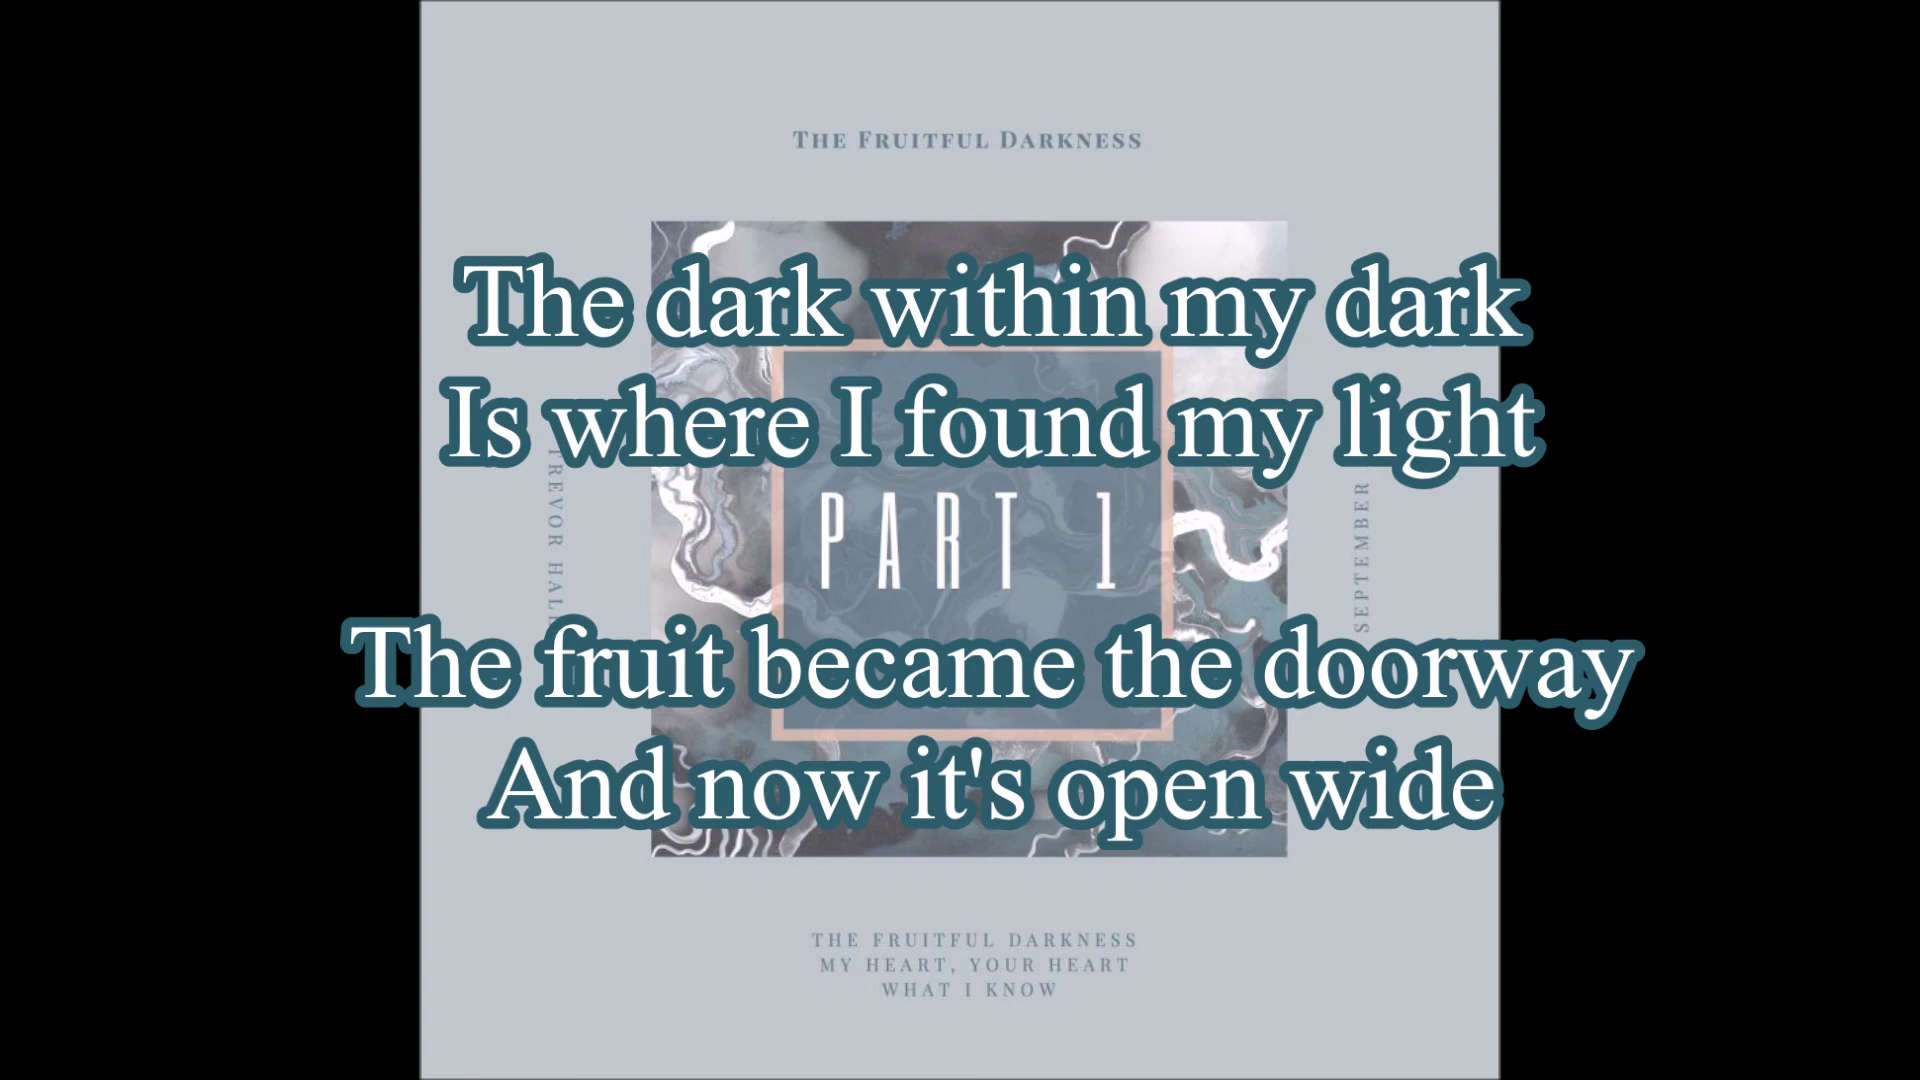 The Fruitful Darkness
The dark within my dark
Is where I found my light
PART 1
TREVOR HALL
SEPTEMBER
The fruit became the doorway
And now it's open wide
THE FRUITFUL DARKNESS
MY HEART, YOUR HEART
WHAT I KNOW